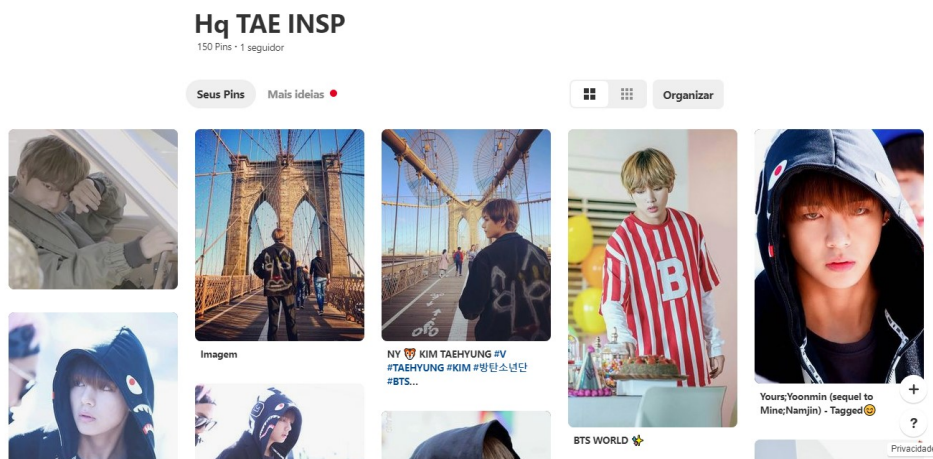 Hq TAE INSP
150 Pins · 1 seguidor
Seus Pins
Mais ideias
Organizar
B
Imagem
NY 🐯 KIM TAEHYUNG #V
#TAEHYUNG #KIM #방탄소년단
#BTS...
BTS WORLD ✨
Yours;Yoonmin (sequel to
Mine;Namjin) - Tagged😊
+
?
Privacidade